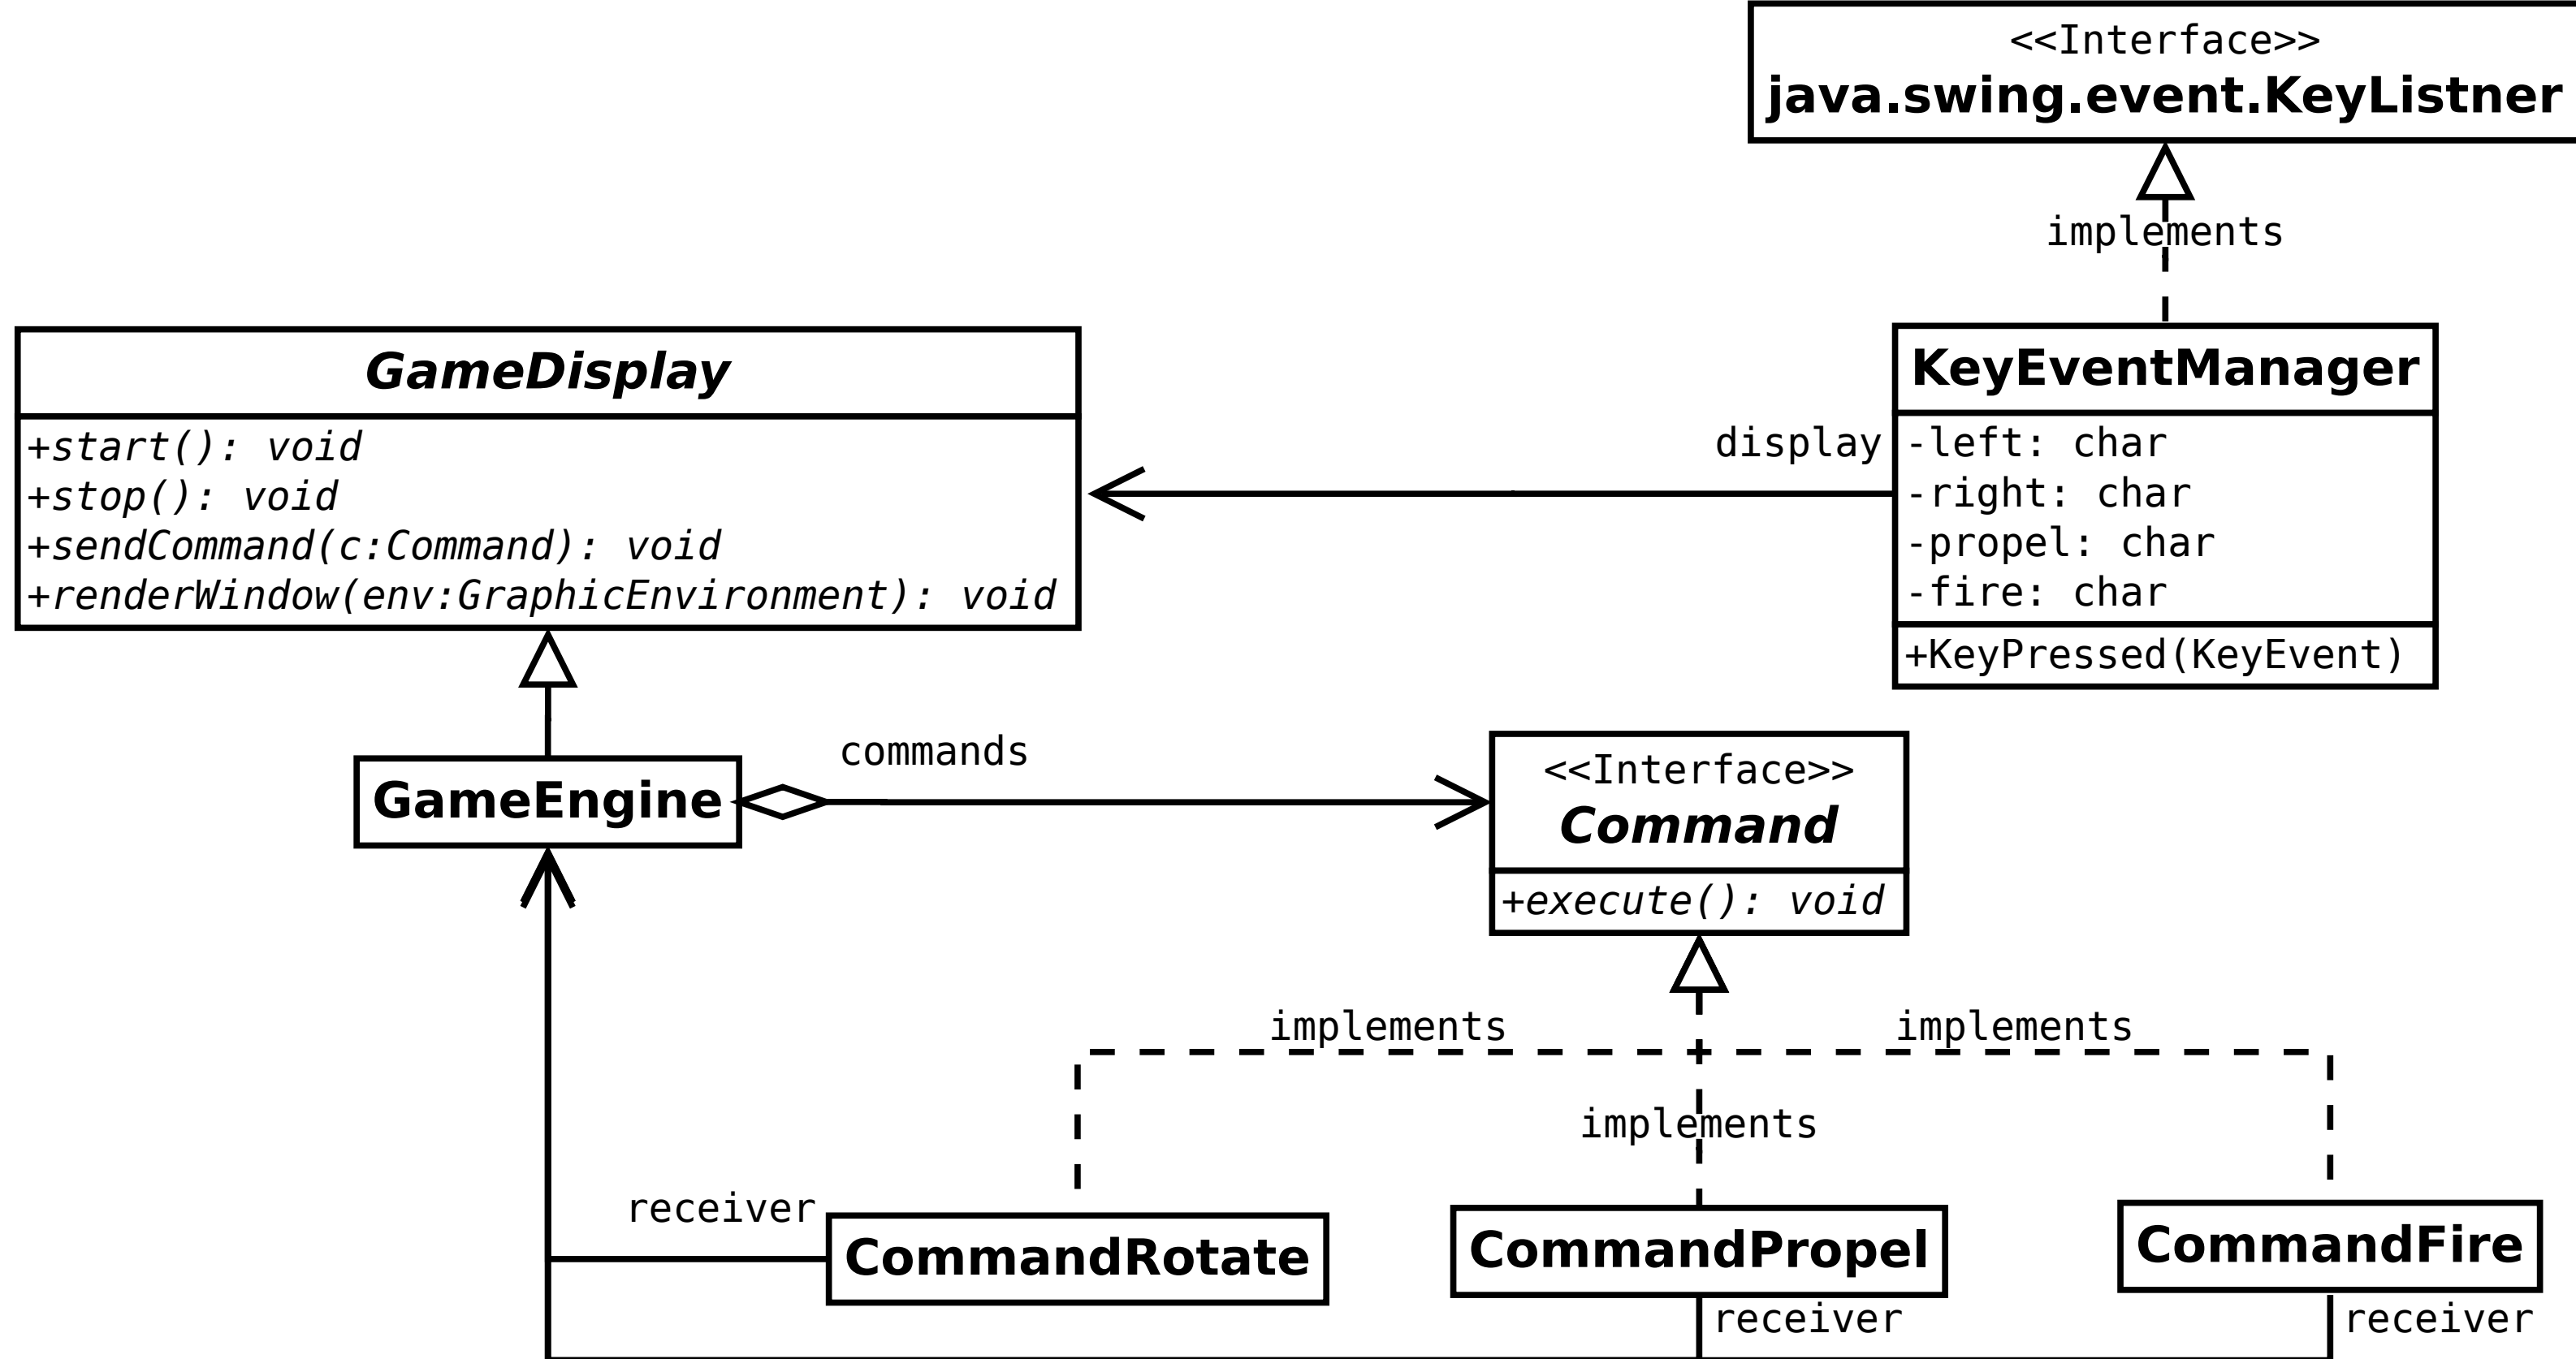 <<Interface>>
java.swing.event.KeyListner
implements
GameDisplay
+start(): void
+stop(): void
+sendCommand(c:Command): void
+renderWindow(env:GraphicEnvironment): void
display
KeyEventManager
-left: char
-right: char
-propel: char
-fire: char
+KeyPressed(KeyEvent)
GameEngine
commands
<<Interface>>
Command
+execute(): void
implements
implements
implements
receiver
CommandRotate
CommandPropel
receiver
CommandFire
receiver